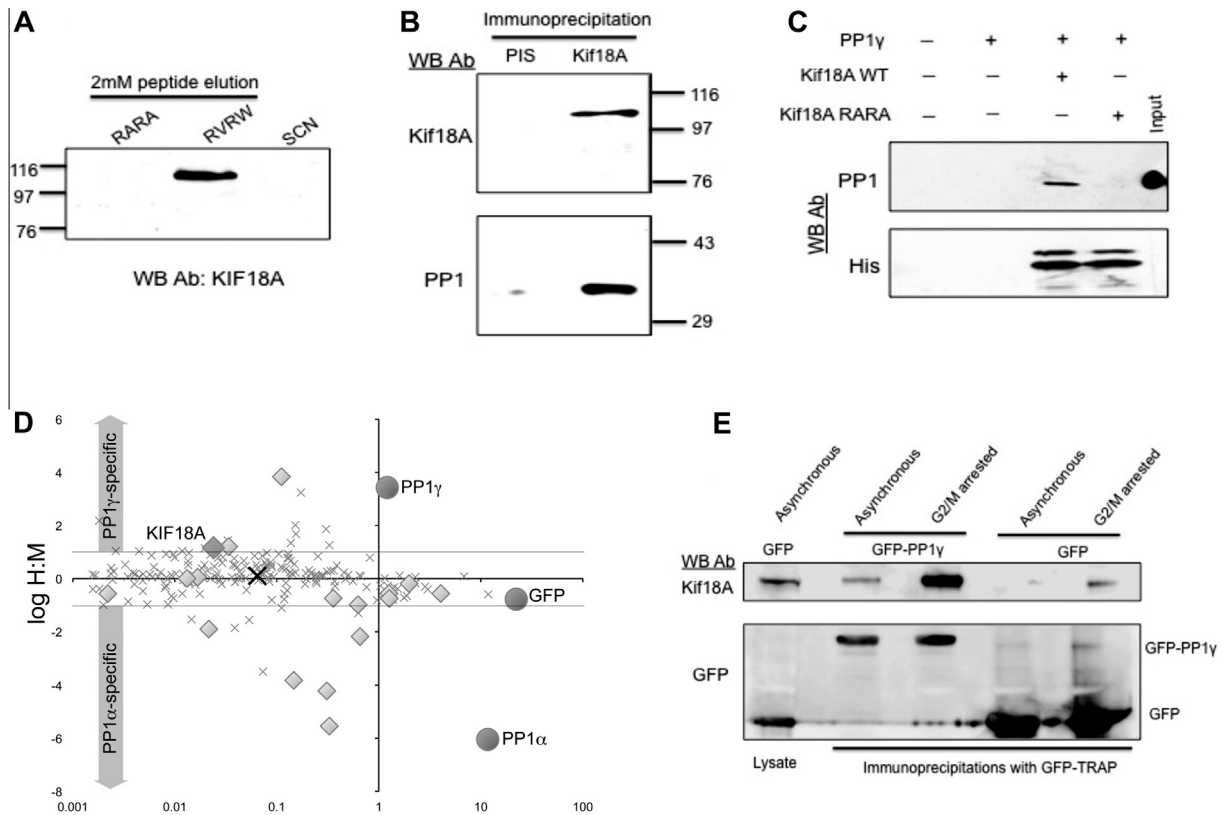 A
2mM peptide elution
RARA
RVRW
SCN
116
97
76
WB Ab: KIF18A
B
Immunoprecipitation
WB Ab
PIS
Kif18A
Kif18A
116
97
76
PP1
43
29
C
PP1γ
– + + +
Kif18A WT
– – + –
Kif18A RARA
– – – +
Input
WB Ab
PP1
His
D
log H:M
6
4
2
0
-2
-4
-6
-8
PP1γ-specific
PP1α-specific
KIF18A
PP1γ
GFP
PP1α
0.001 0.01 0.1 1 10 100
E
Asynchronous
Asynchronous
G2/M arrested
Asynchronous
G2/M arrested
WB Ab
GFP
GFP-PP1γ
GFP
Kif18A
GFP
GFP-PP1γ
GFP
Lysate
Immunoprecipitations with GFP-TRAP